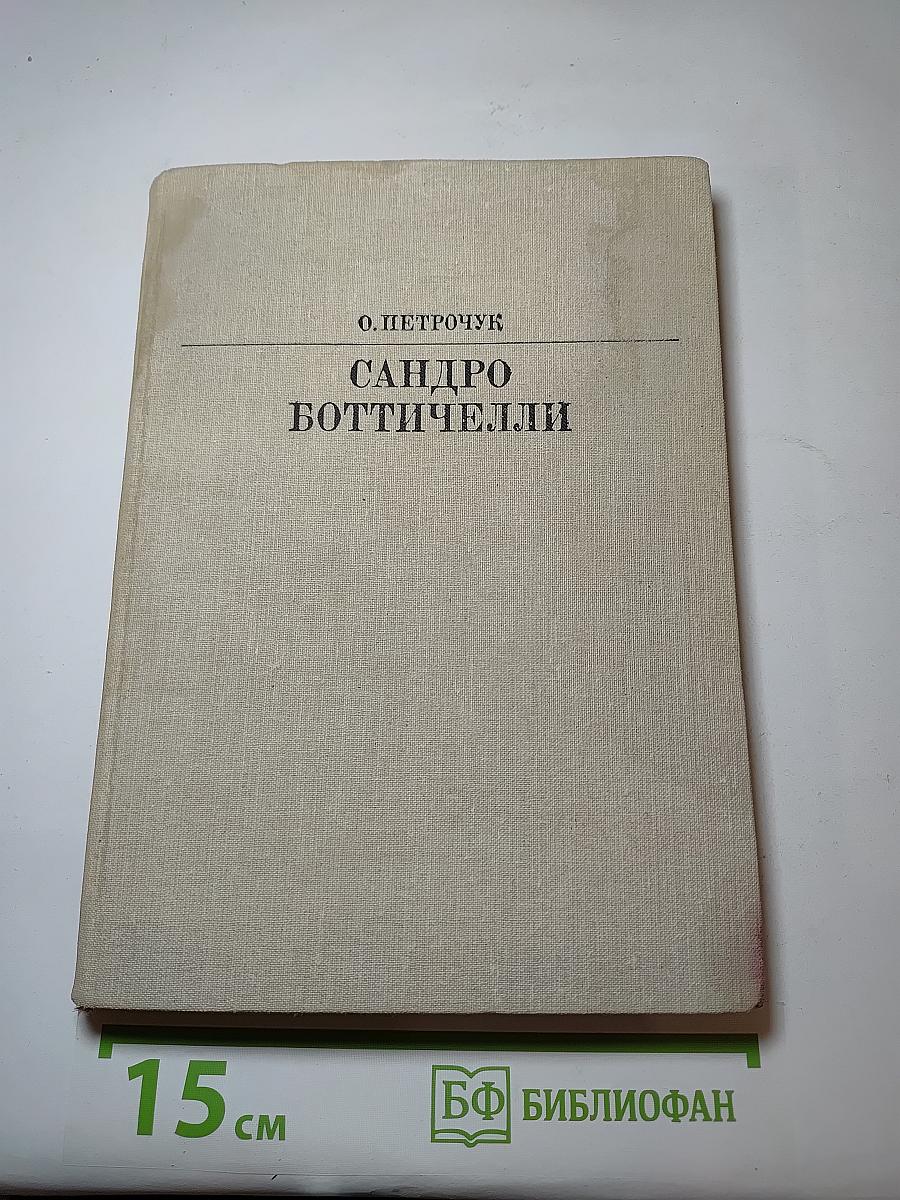 О. ПЕТРОЧУК
САНДРО
БОТТИЧЕЛЛИ
15 см
БФ БИБЛИОФАН